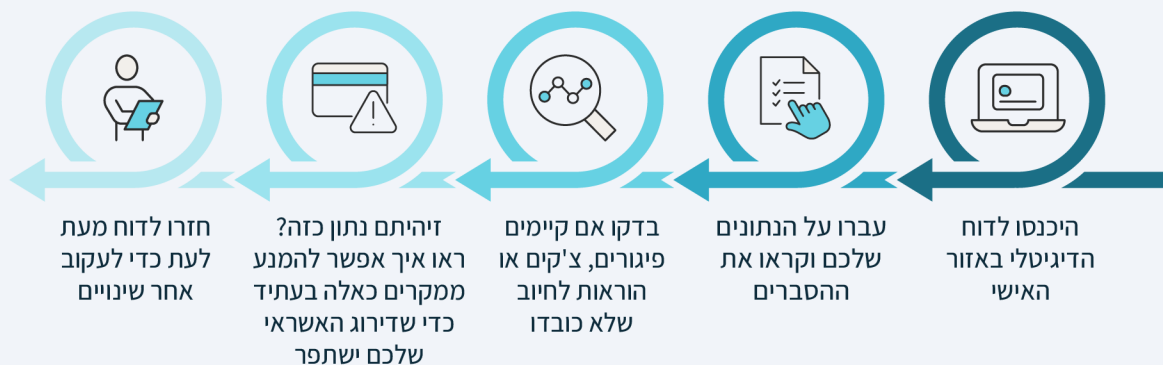 היכנסו לדוח
הדיגיטלי באזור
האישי
עברו על הנתונים
שלכם וקראו את
ההסברים
בדקו אם קיימים
פיגורים, צ'קים או
הוראות לחיוב
שלא כובדו
זיהיתם נתון כזה?
ראו איך אפשר להמנע
ממקרים כאלה בעתיד
כדי שדירוג האשראי
שלכם ישתפר
חזרו לדוח מעת
לעת כדי לעקוב
אחר שינויים